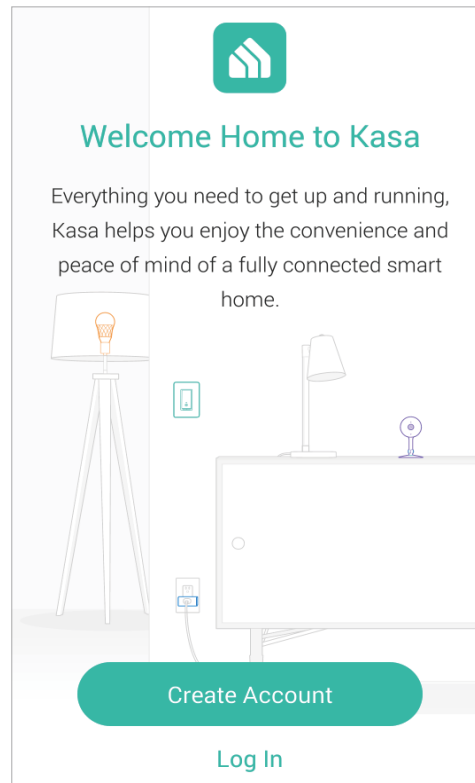 Welcome Home to Kasa
Everything you need to get up and running,
Kasa helps you enjoy the convenience and
peace of mind of a fully connected smart
home.
Create Account
Log In